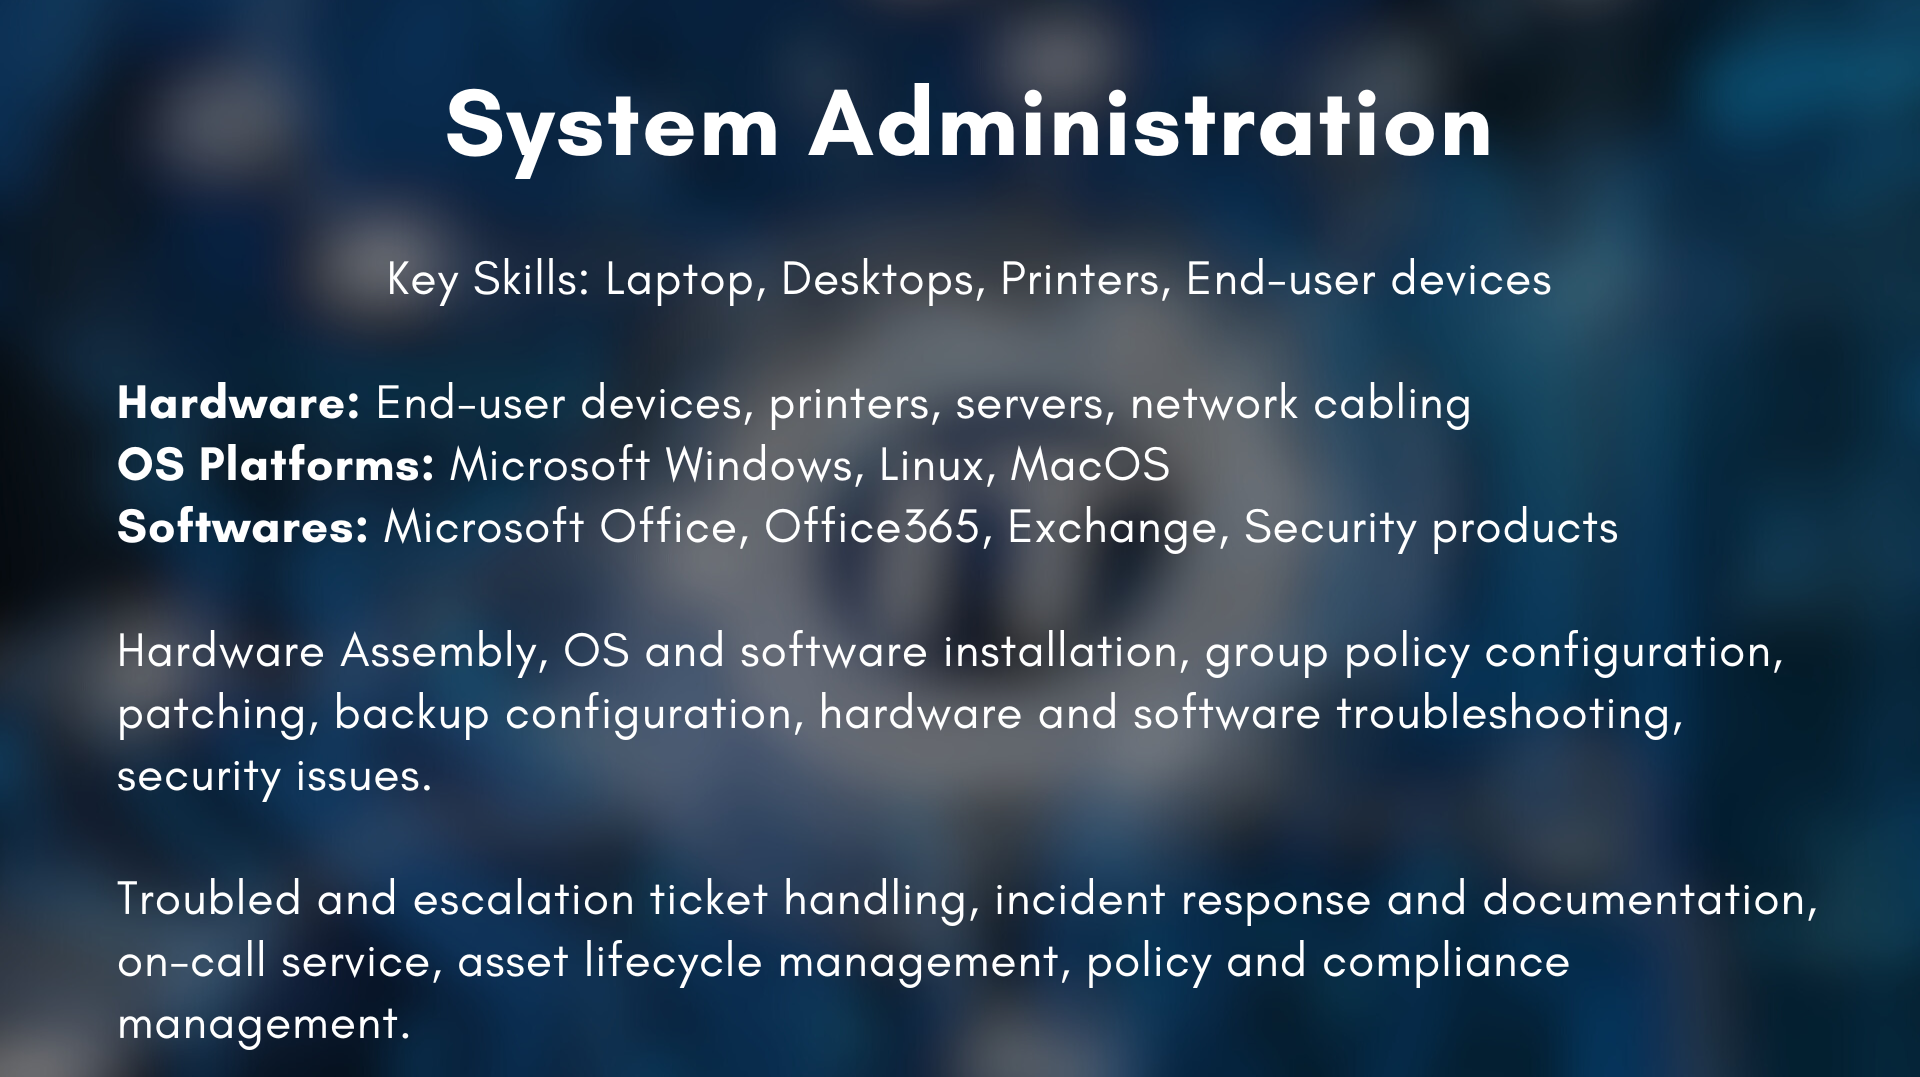 System Administration
Key Skills: Laptop, Desktops, Printers, End-user devices
Hardware: End-user devices, printers, servers, network cabling
OS Platforms: Microsoft Windows, Linux, MacOS
Softwares: Microsoft Office, Office365, Exchange, Security products
Hardware Assembly, OS and software installation, group policy configuration,
patching, backup configuration, hardware and software troubleshooting,
security issues.
Troubled and escalation ticket handling, incident response and documentation,
on-call service, asset lifecycle management, policy and compliance
management.